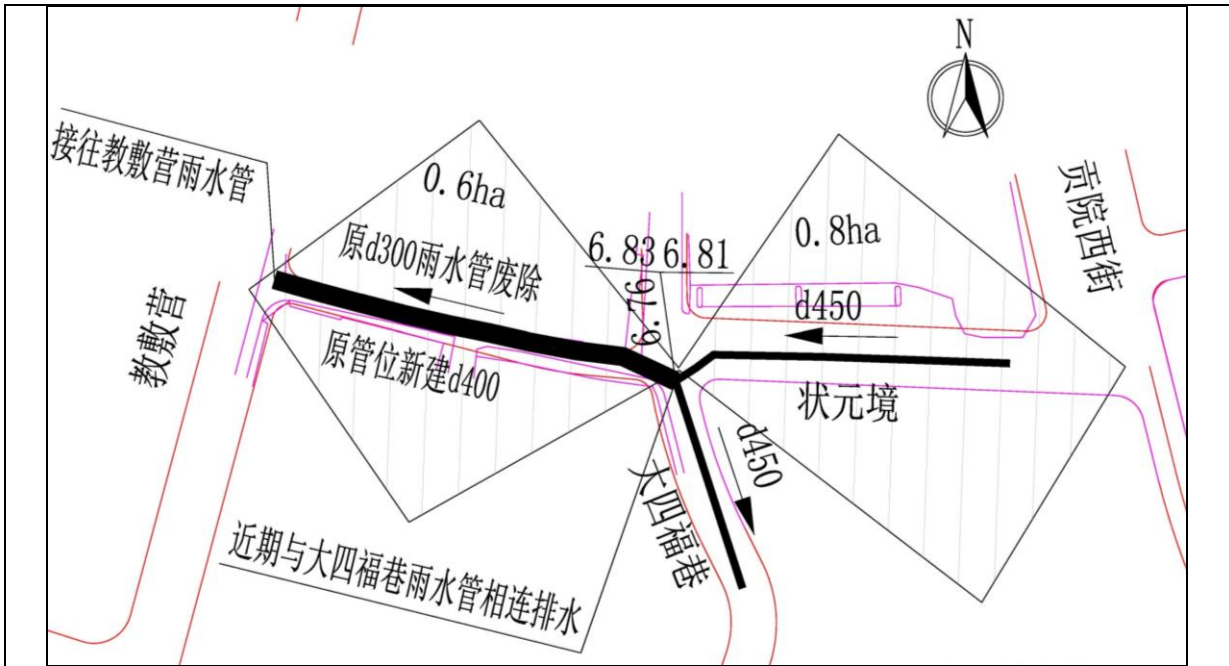 N
接往教敷营雨水管
0.6ha
贡院西街
原d300雨水管废除
6.83
6.81
0.8ha
6.76
d450
教敷营
原管位新建d400
状元境
d450
大四福巷
近期与大四福巷雨水管相连排水